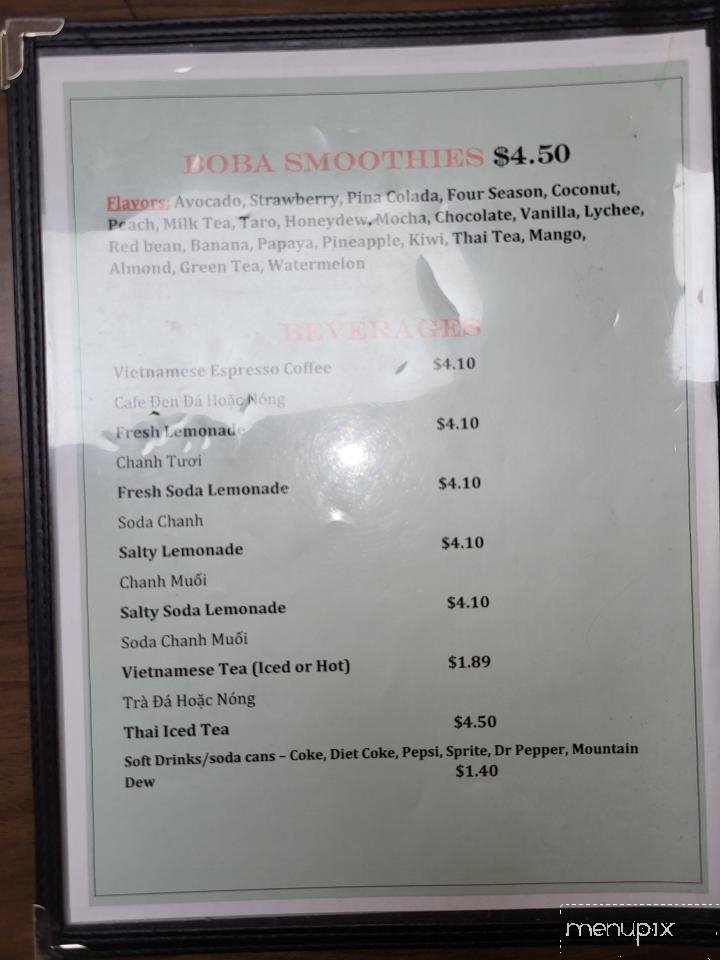 BOBA SMOOTHIES $4.50
Flavors: Avocado, Strawberry, Pina Colada, Four Season, Coconut,
Peach, Milk Tea, Taro, Honeydew, Mocha, Chocolate, Vanilla, Lychee,
Red bean, Banana, Papaya, Pineapple, Kiwi, Thai Tea, Mango,
Almond, Green Tea, Watermelon
BEVERAGES
Vietnamese Espresso Coffee $4.10
Cafe Đen Đá Hoặc Nóng
Fresh Lemonade $4.10
Chanh Tươi
Fresh Soda Lemonade $4.10
Soda Chanh
Salty Lemonade $4.10
Chanh Muối
Salty Soda Lemonade $4.10
Soda Chanh Muối
Vietnamese Tea (Iced or Hot) $1.89
Trà Đá Hoặc Nóng
Thai Iced Tea $4.50
Soft Drinks/soda cans – Coke, Diet Coke, Pepsi, Sprite, Dr Pepper, Mountain
Dew $1.40
menupix